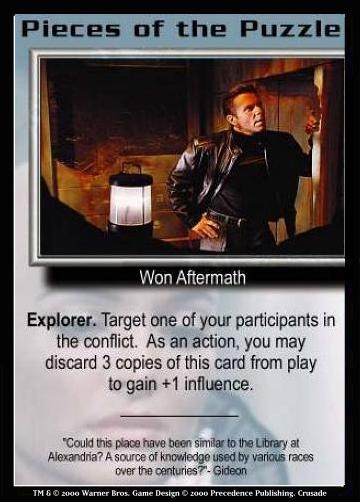 Pieces of the Puzzle
Won Aftermath
Explorer. Target one of your participants in
the conflict. As an action, you may
discard 3 copies of this card from play
to gain +1 influence.
"Could this place have been similar to the Library at
Alexandria? A source of knowledge used by various races
over the centuries?"- Gideon
TM & © 2000 Warner Bros. Game Design © 2000 Precedence Publishing. Crusade